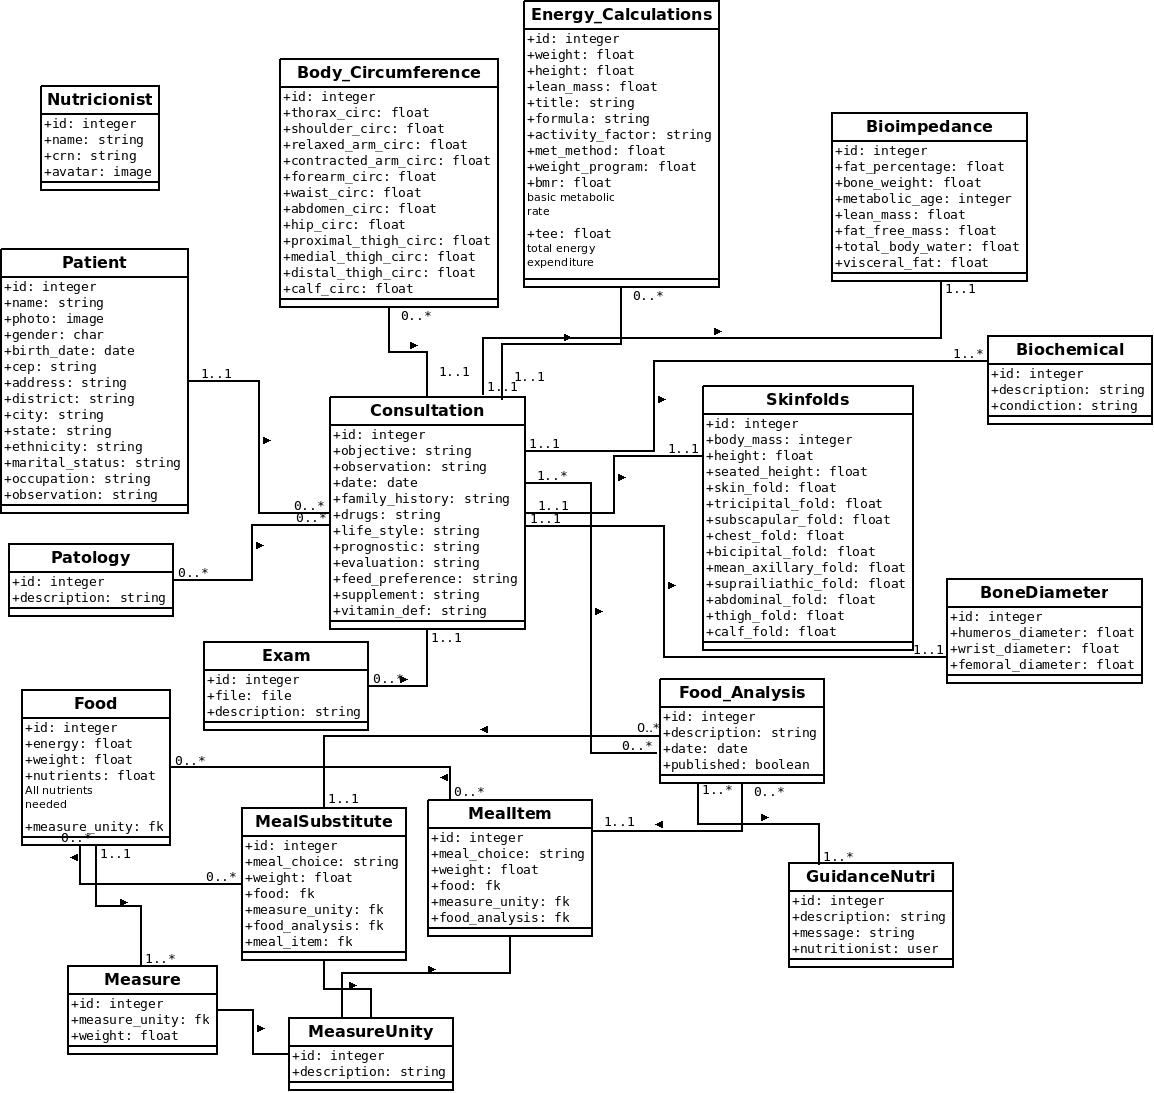 Energy_Calculations
+id: integer
+weight: float
+height: float
+lean_mass: float
+title: string
+formula: string
+activity_factor: string
+met_method: float
+weight_program: float
+bmr: float
basic metabolic
rate
+tee: float
total energy
expenditure
0..*
Body_Circumference
+id: integer
+thorax_circ: float
+shoulder_circ: float
+relaxed_arm_circ: float
+contracted_arm_circ: float
+forearm_circ: float
+waist_circ: float
+abdomen_circ: float
+hip_circ: float
+proximal_thigh_circ: float
+medial_thigh_circ: float
+distal_thigh_circ: float
+calf_circ: float
0..*
Nutricionist
+id: integer
+name: string
+crn: string
+avatar: image
Bioimpedance
+id: integer
+fat_percentage: float
+bone_weight: float
+metabolic_age: integer
+lean_mass: float
+fat_free_mass: float
+total_body_water: float
+visceral_fat: float
1..1
Patient
+id: integer
+name: string
+photo: image
+gender: char
+birth_date: date
+cep: string
+address: string
+district: string
+city: string
+state: string
+ethnicity: string
+marital_status: string
+occupation: string
+observation: string
1..1
0..*
Biochemical
+id: integer
+description: string
+condiction: string
1..*
1..1
1..1
1..1
Consultation
+id: integer
+objective: string
+observation: string
+date: date
+family_history: string
+drugs: string
+life_style: string
+prognostic: string
+evaluation: string
+feed_preference: string
+supplement: string
+vitamin_def: string
1..1
1..*
1..1
1..1
1..1
Skinfolds
+id: integer
+body_mass: integer
+height: float
+seated_height: float
+skin_fold: float
+tricipital_fold: float
+subscapular_fold: float
+chest_fold: float
+bicipital_fold: float
+mean_axillary_fold: float
+suprailiathic_fold: float
+abdominal_fold: float
+thigh_fold: float
+calf_fold: float
1..1
Patology
+id: integer
+description: string
0..*
0..*
BoneDiameter
+id: integer
+humeros_diameter: float
+wrist_diameter: float
+femoral_diameter: float
1..1
Exam
+id: integer
+file: file
+description: string
0..*
Food_Analysis
+id: integer
+description: string
+date: date
+published: boolean
0..*
0..*
1..*
0..*
Food
+id: integer
+energy: float
+weight: float
+nutrients: float
All nutrients
needed
+measure_unity: fk
0..*
0..*
1..1
MealSubstitute
+id: integer
+meal_choice: string
+weight: float
+food: fk
+measure_unity: fk
+food_analysis: fk
+meal_item: fk
1..1
0..*
MealItem
+id: integer
+meal_choice: string
+weight: float
+food: fk
+measure_unity: fk
+food_analysis: fk
0..*
1..1
GuidanceNutri
+id: integer
+description: string
+message: string
+nutritionist: user
1..*
Measure
+id: integer
+measure_unity: fk
+weight: float
1..*
MeasureUnity
+id: integer
+description: string